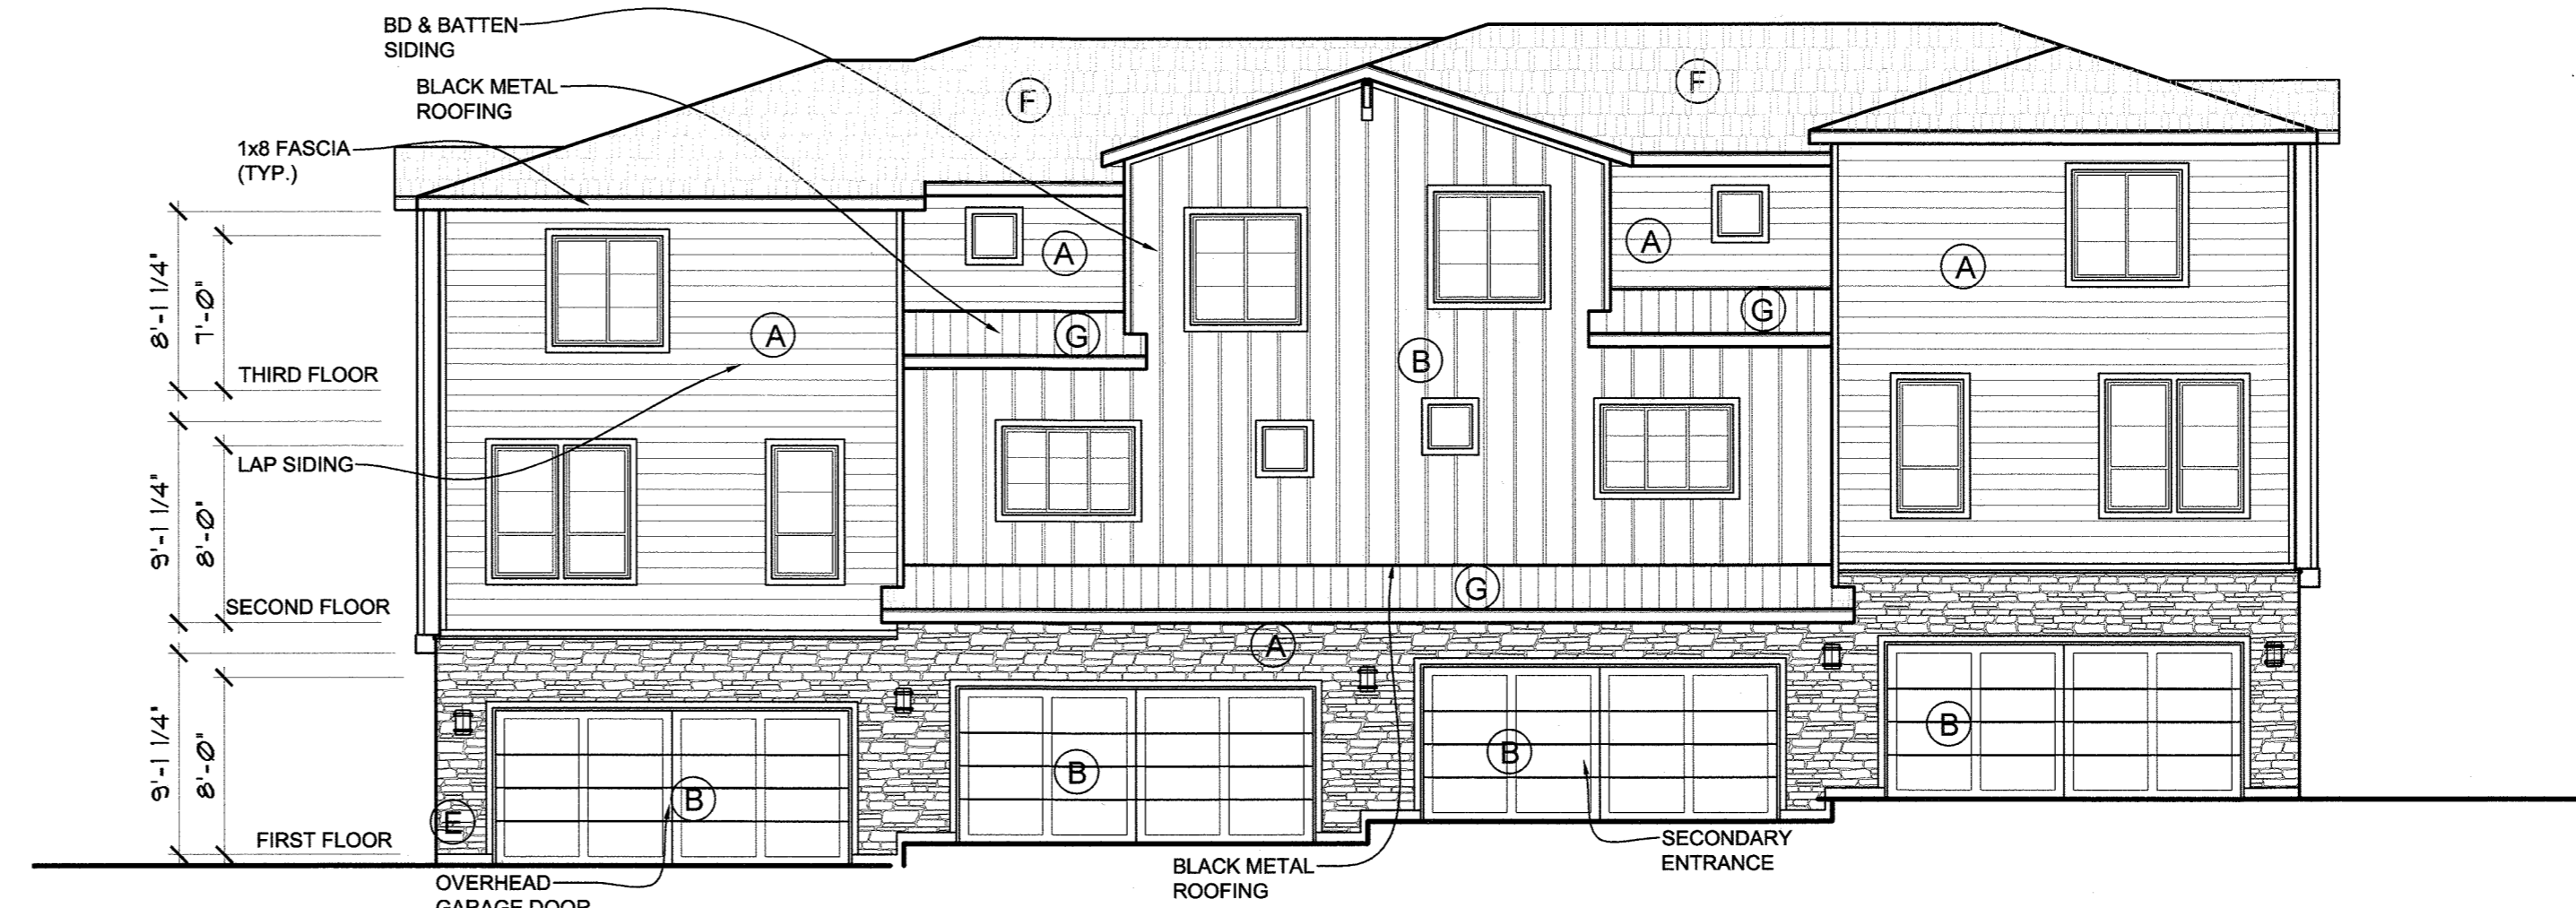 BD & BATTEN
SIDING
BLACK METAL
ROOFING
1x8 FASCIA
(TYP.)
F
F
A
A
A
A
G
G
B
8'-1 1/4"
7'-0"
THIRD FLOOR
LAP SIDING
9'-1 1/4"
8'-0"
SECOND FLOOR
G
A
9'-1 1/4"
8'-0"
B
B
B
B
E
FIRST FLOOR
OVERHEAD
GARAGE DOOR
BLACK METAL
ROOFING
SECONDARY
ENTRANCE